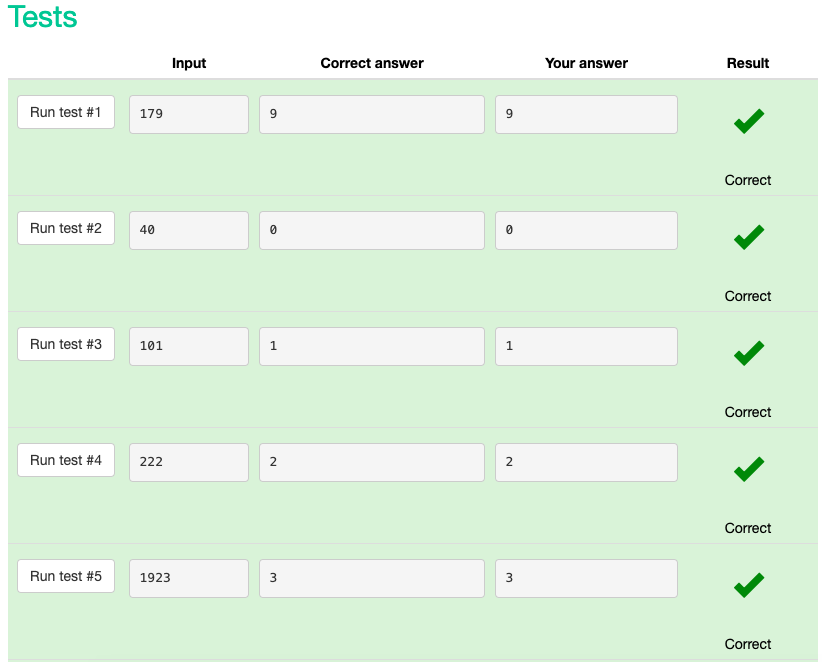 Tests
Input Correct answer Your answer Result
Run test #1 179 9 9
Correct
Run test #2 40 0 0
Correct
Run test #3 101 1 1
Correct
Run test #4 222 2 2
Correct
Run test #5 1923 3 3
Correct